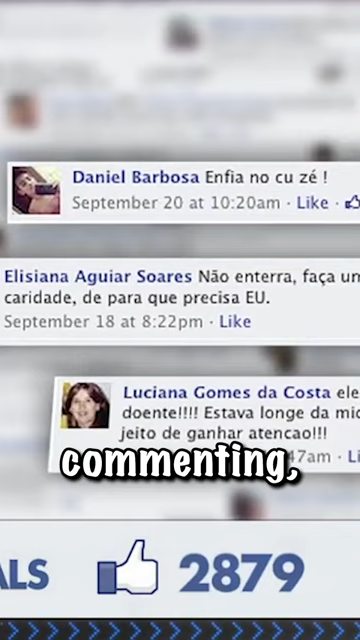 Daniel Barbosa Enfia no cu zé !
September 20 at 10:20am · Like ·
Elisiana Aguiar Soares Não enterra, faça um
caridade, de para que precisa EU.
September 18 at 8:22pm · Like
Luciana Gomes da Costa ele
doente!!!! Estava longe da mid
jeito de ganhar atencao!!!
47am · Li
commenting,
ALS 2879